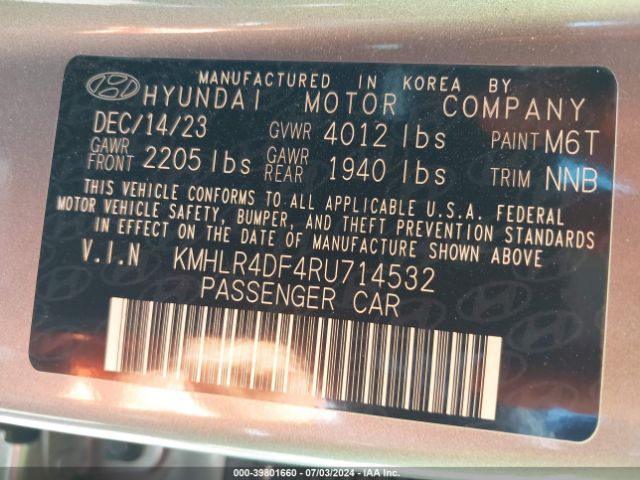 MANUFACTURED IN KOREA BY
HYUNDAI MOTOR COMPANY
DEC/14/23 GVWR 4012 lbs PAINT M6T
GAWR FRONT 2205 lbs GAWR REAR 1940 lbs TRIM NNB
THIS VEHICLE CONFORMS TO ALL APPLICABLE U.S.A. FEDERAL
MOTOR VEHICLE SAFETY, BUMPER, AND THEFT PREVENTION STANDARDS
IN EFFECT ON THE DATE OF MANUFACTURE SHOWN ABOVE.
V.I.N KMHLR4DF4RU714532
PASSENGER CAR
000-39801660 - 07/03/2024 - IAA Inc.